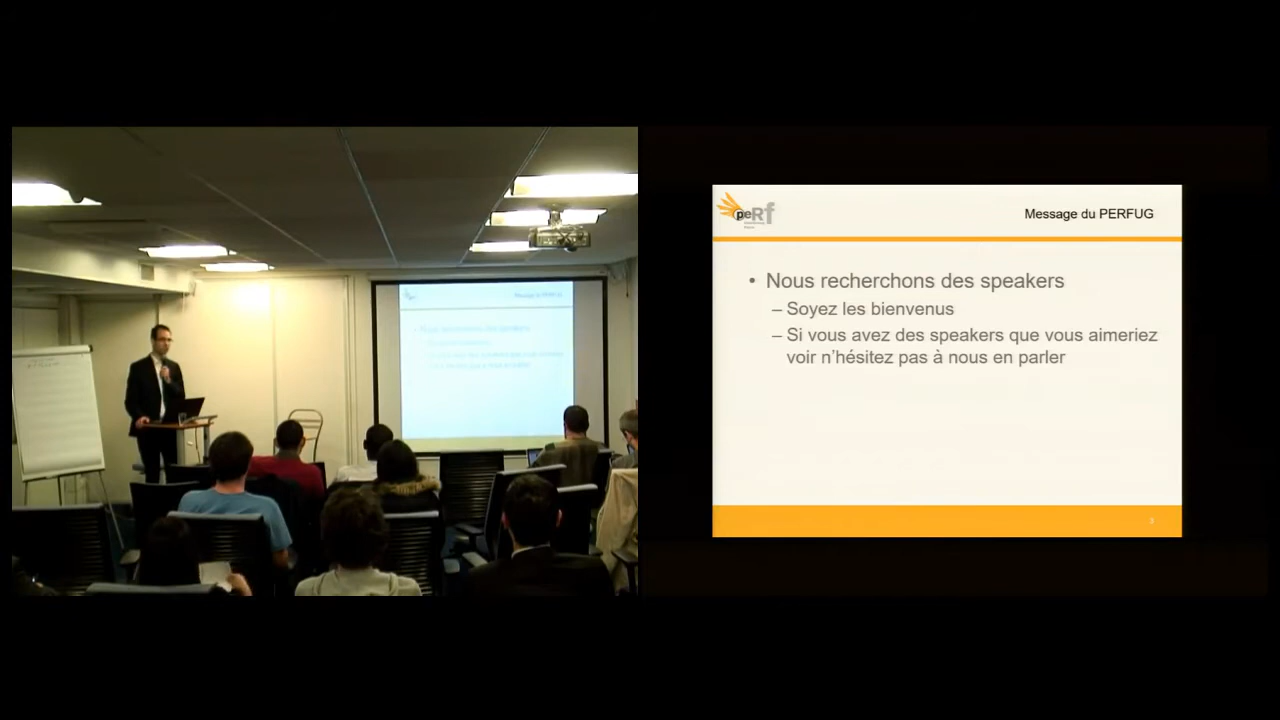 peRf
Message du PERFUG
• Nous recherchons des speakers
– Soyez les bienvenus
– Si vous avez des speakers que vous aimeriez
voir n’hésitez pas à nous en parler